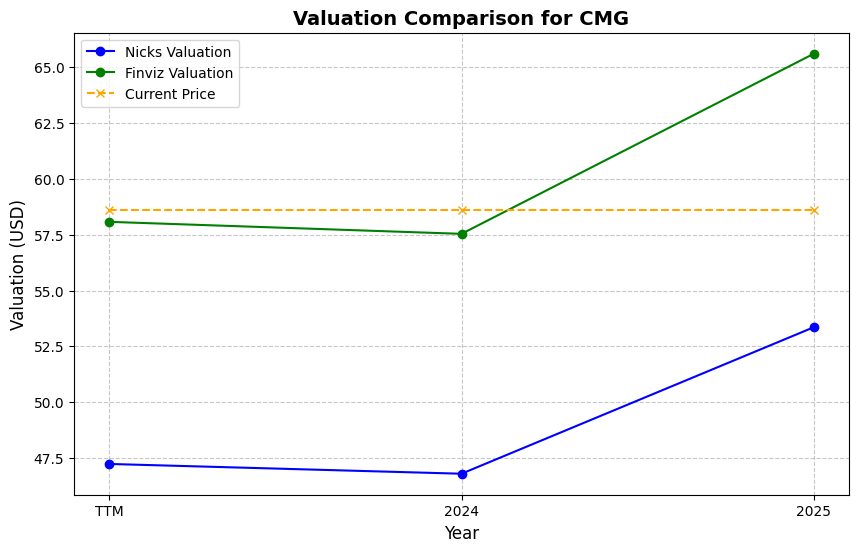 Valuation Comparison for CMG
Nicks Valuation
Finviz Valuation
Current Price
65.0
62.5
60.0
57.5
55.0
52.5
50.0
47.5
Valuation (USD)
TTM
2024
2025
Year